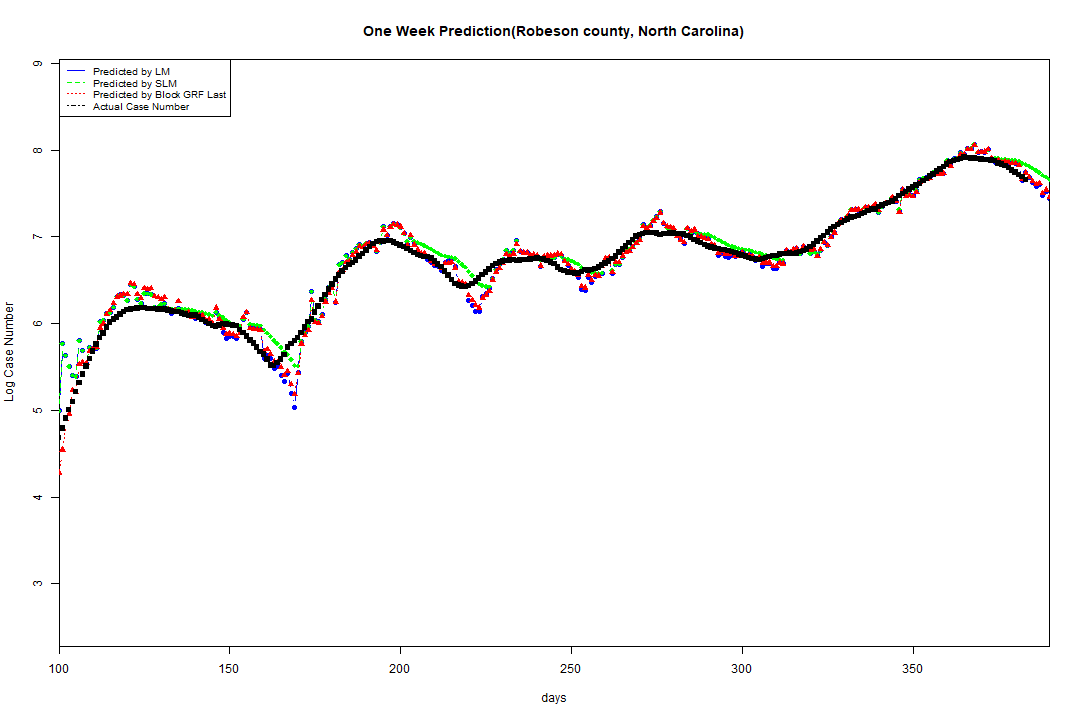 One Week Prediction(Robeson county, North Carolina)
Predicted by LM
Predicted by SLM
Predicted by Block GRF Last
Actual Case Number
Log Case Number
9
8
7
6
5
4
3
100 150 200 250 300 350
days